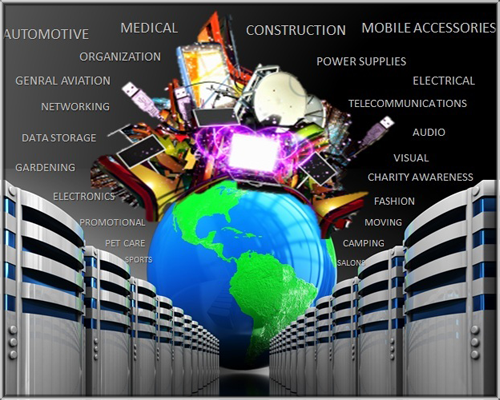 AUTOMOTIVE
MEDICAL
CONSTRUCTION
MOBILE ACCESSORIES
ORGANIZATION
POWER SUPPLIES
GENRAL AVIATION
ELECTRICAL
NETWORKING
TELECOMMUNICATIONS
DATA STORAGE
AUDIO
GARDENING
VISUAL
CHARITY AWARENESS
ELECTRONICS
FASHION
PROMOTIONAL
MOVING
PET CARE
CAMPING
SPORTS
SALONS